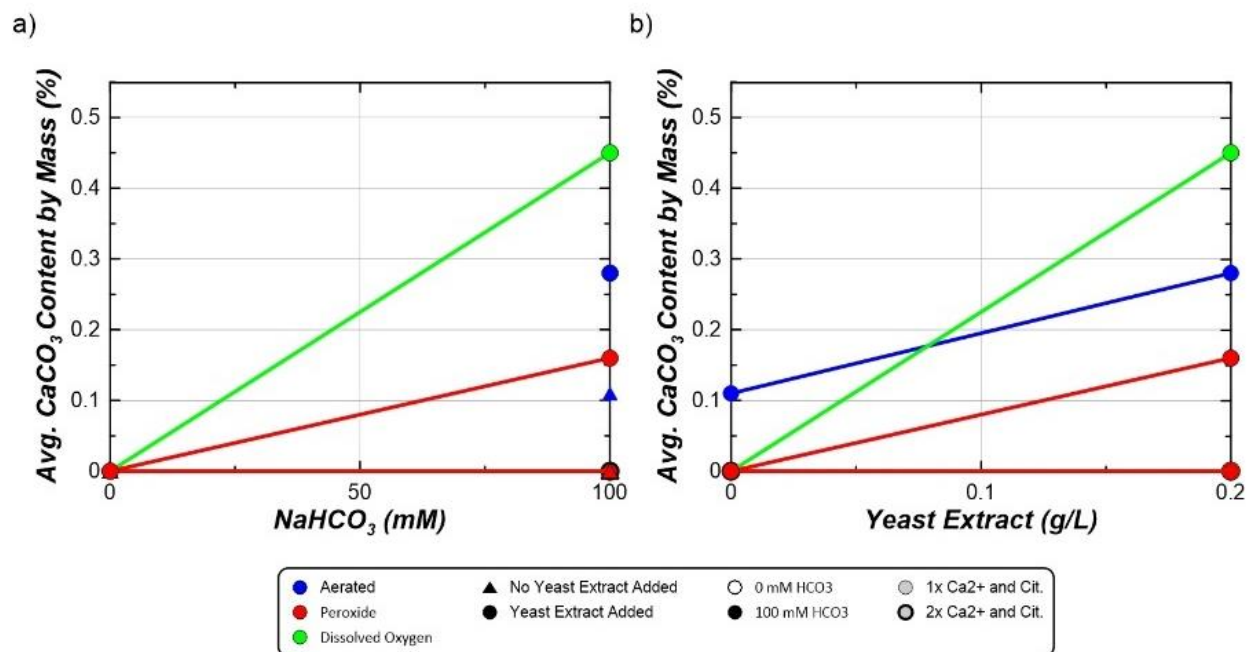 a)
Avg. CaCO3 Content by Mass (%)
0.5
0.4
0.3
0.2
0.1
0
0 50 100
NaHCO3 (mM)
b)
Avg. CaCO3 Content by Mass (%)
0.5
0.4
0.3
0.2
0.1
0
0 0.1 0.2
Yeast Extract (g/L)
Aerated
Peroxide
Dissolved Oxygen
No Yeast Extract Added
Yeast Extract Added
0 mM HCO3
100 mM HCO3
1x Ca2+ and Cit.
2x Ca2+ and Cit.